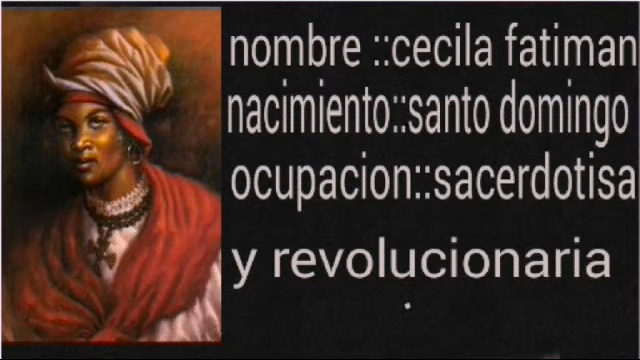 nombre ::cecila fatiman
nacimiento::santo domingo
ocupacion::sacerdotisa
y revolucionaria
.